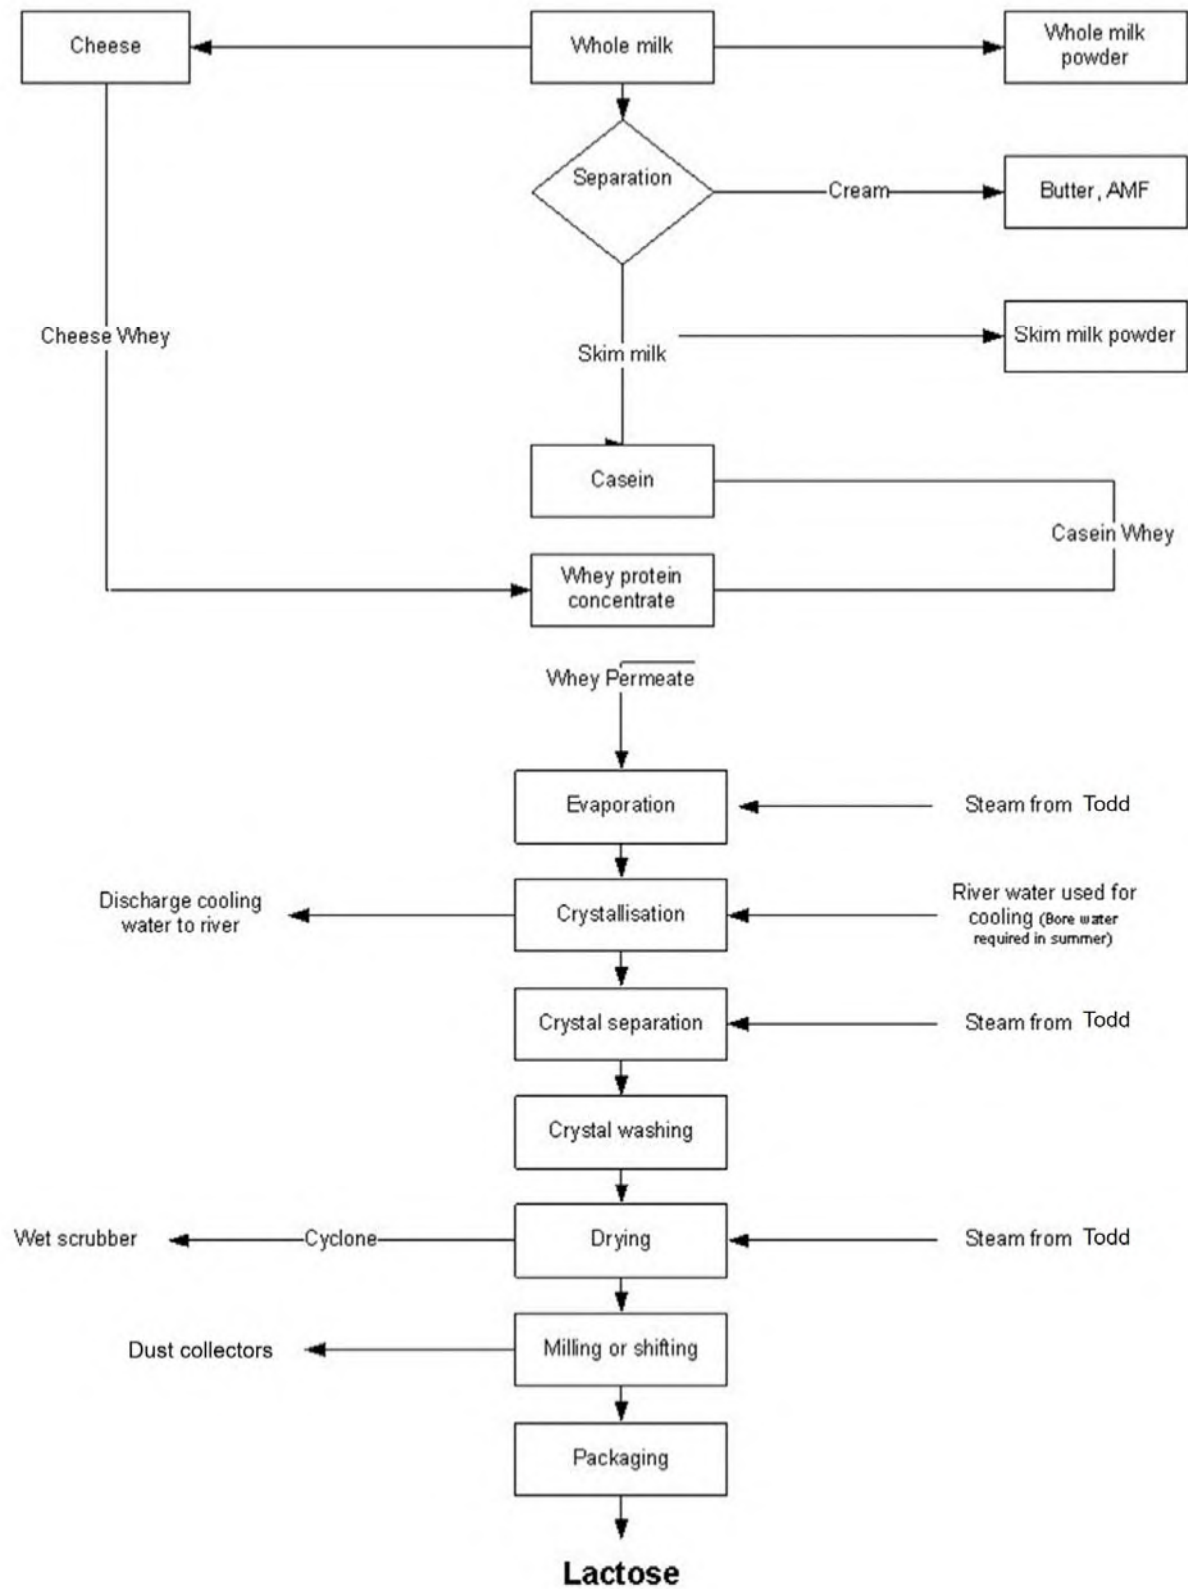 Cheese
Whole milk
Whole milk
powder
Separation
Cream
Butter, AMF
Cheese Whey
Skim milk
Skim milk powder
Casein
Casein Whey
Whey protein
concentrate
Whey Permeate
Evaporation
Steam from Todd
Discharge cooling
water to river
Crystallisation
River water used for
cooling (Bore water
required in summer)
Crystal separation
Steam from Todd
Crystal washing
Wet scrubber
Cyclone
Drying
Steam from Todd
Dust collectors
Milling or shifting
Packaging
Lactose